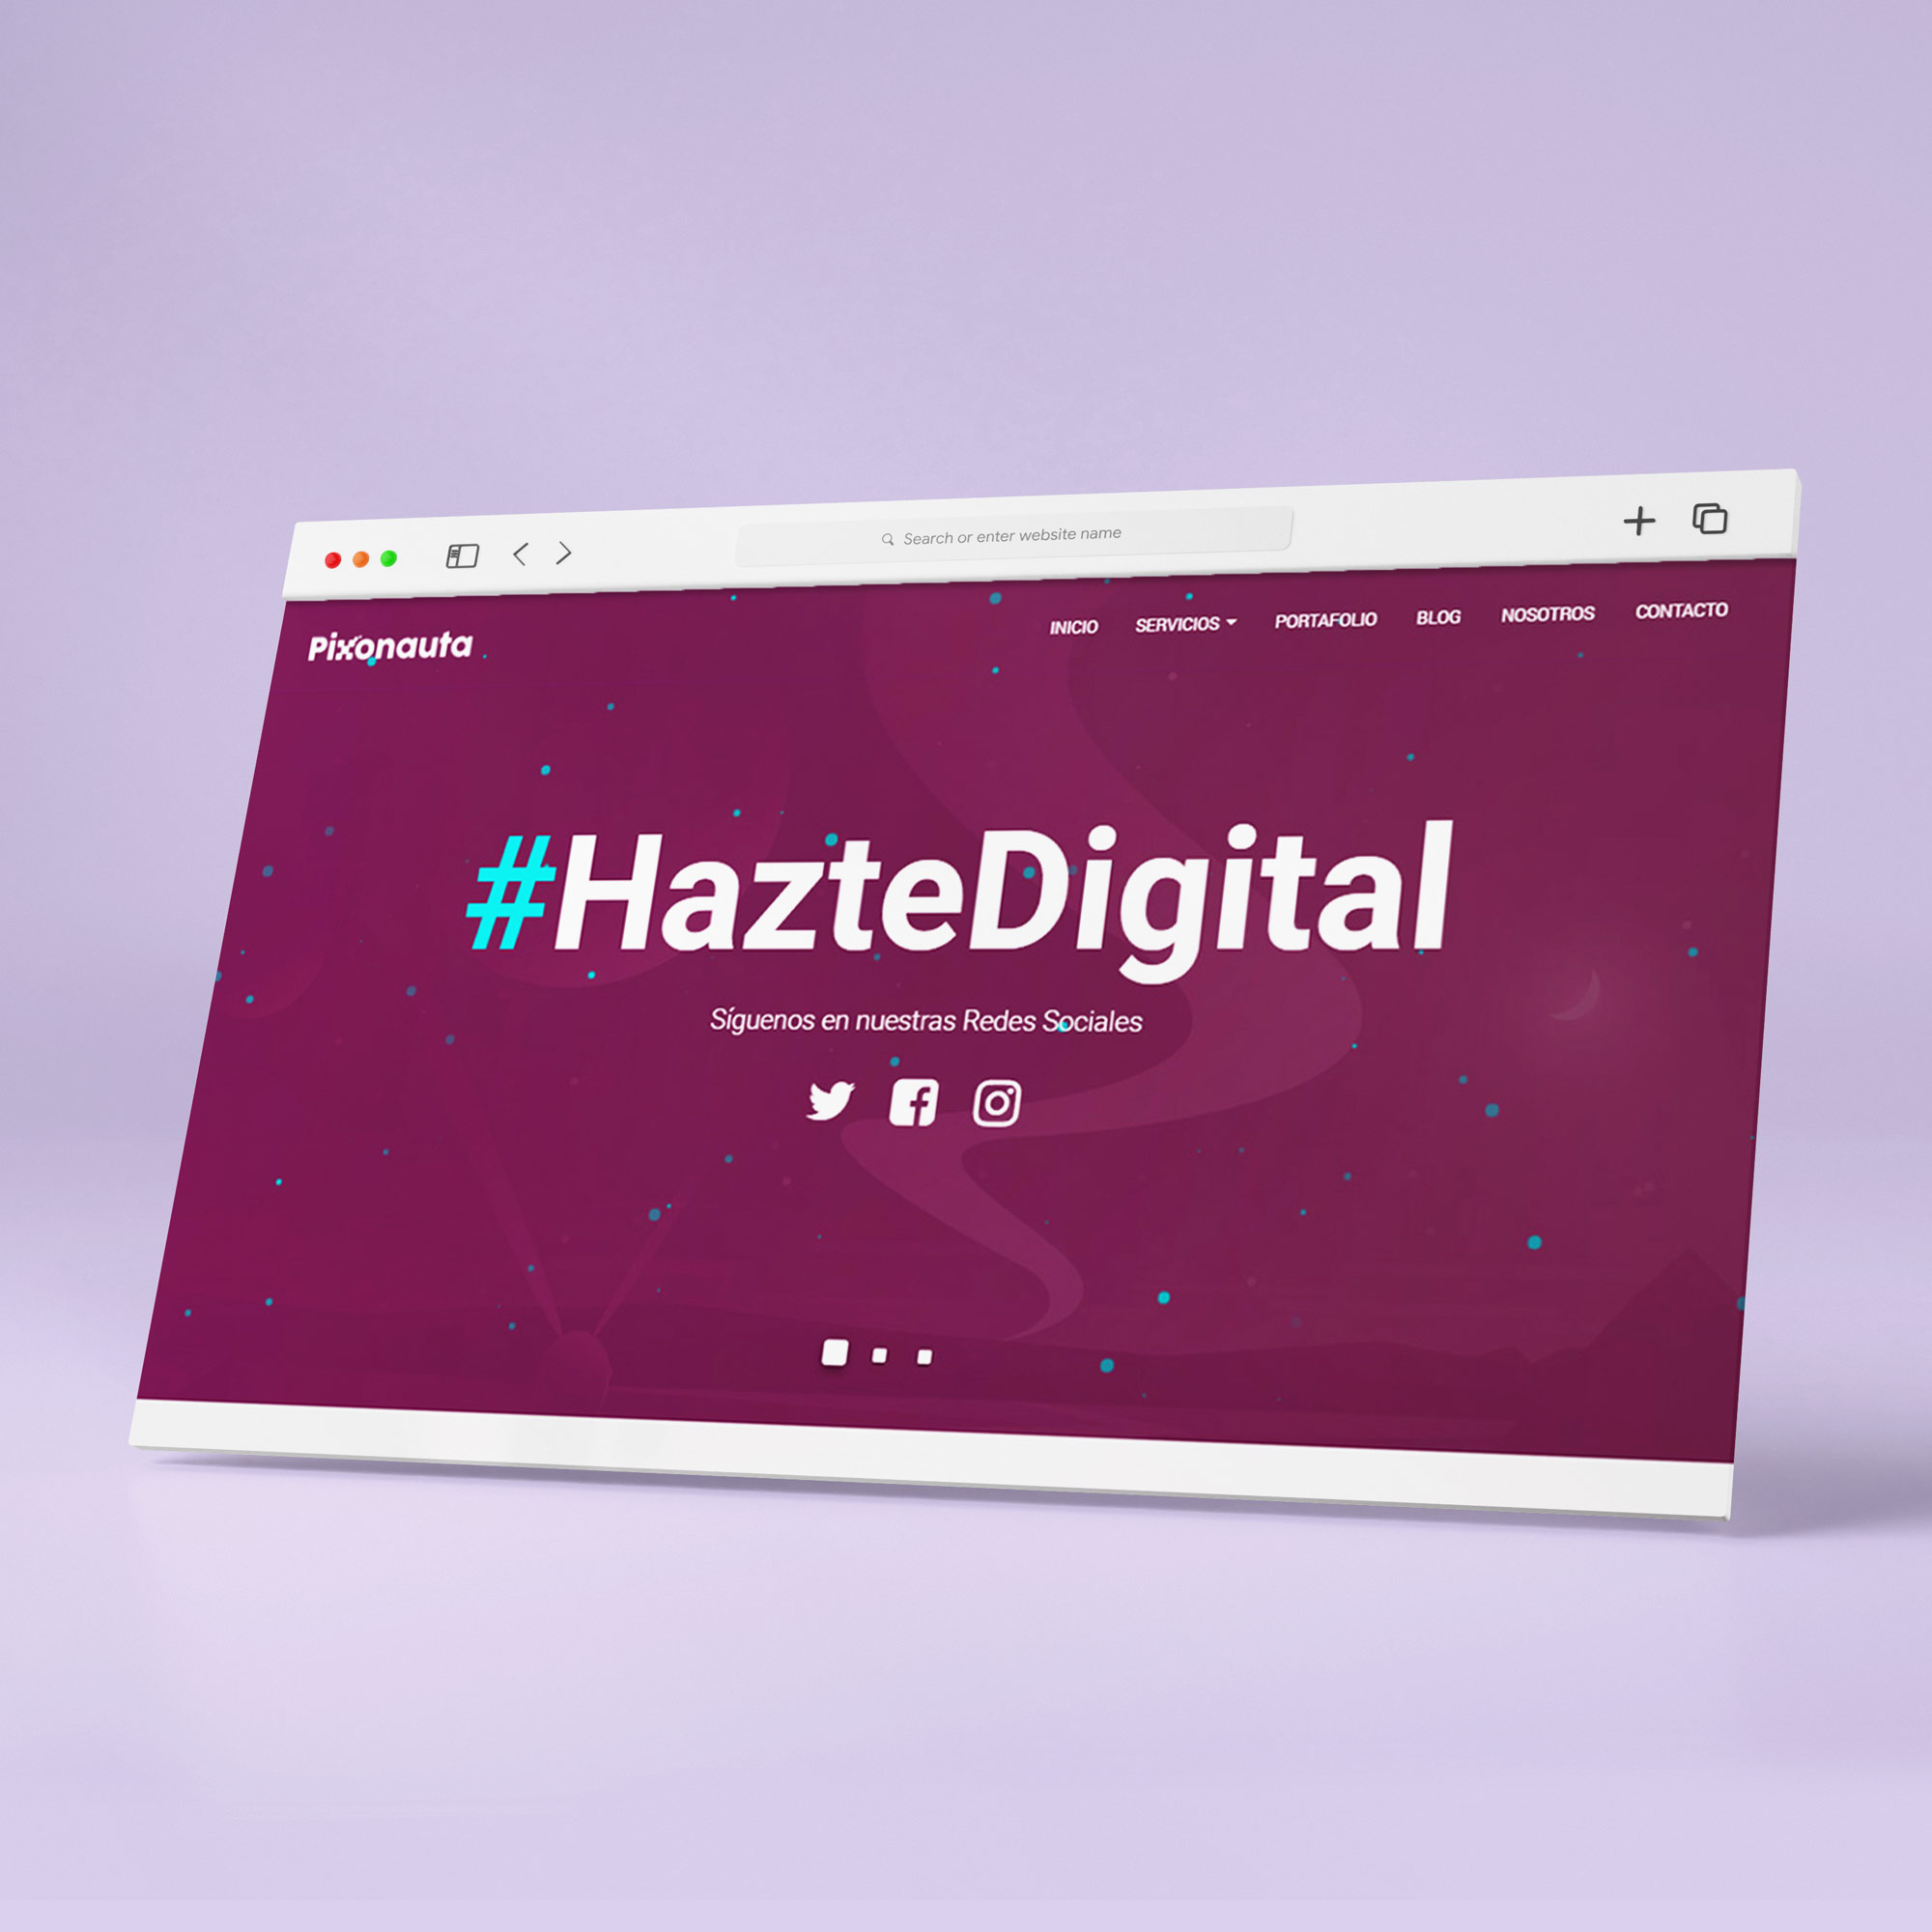 Search or enter website name
Pixonauta
INICIO SERVICIOS PORTAFOLIO BLOG NOSOTROS CONTACTO
#HazteDigital
Síguenos en nuestras Redes Sociales